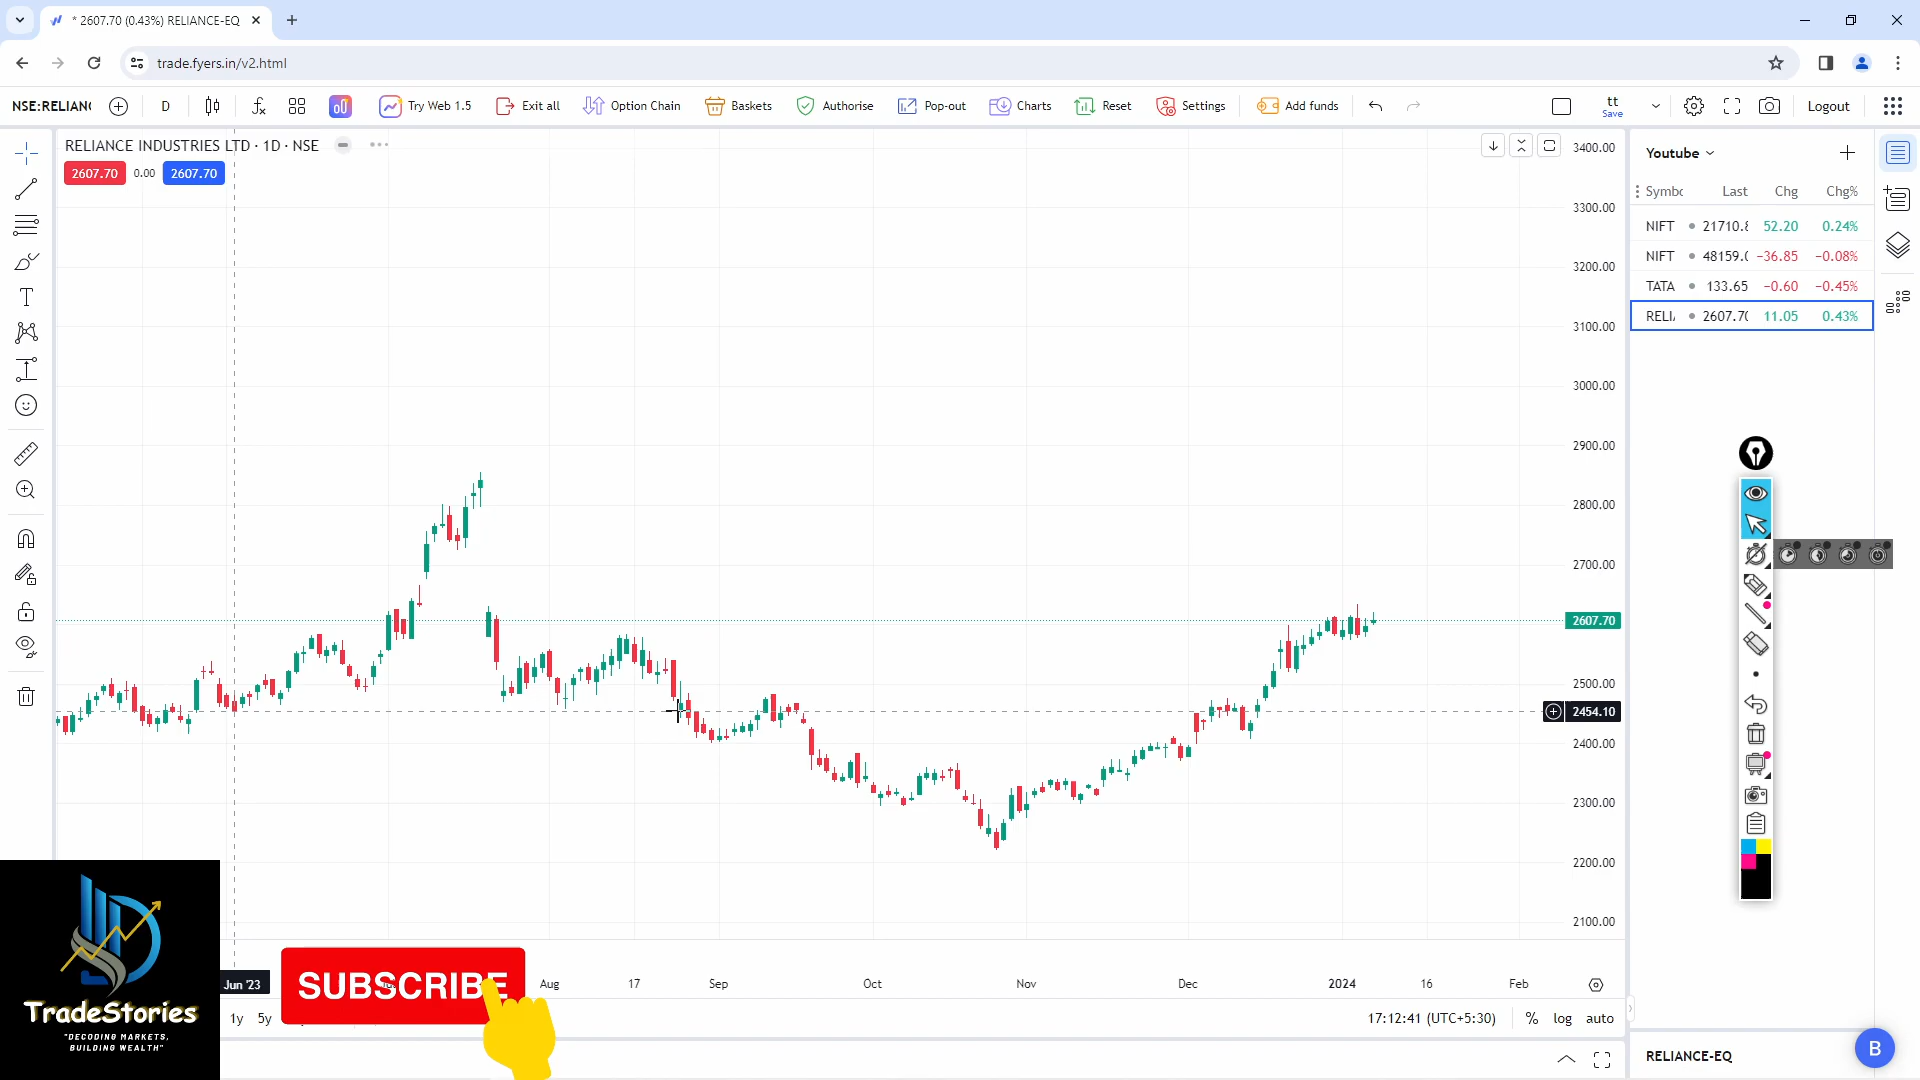 * 2607.70 (0.43%) RELIANCE-EQ
trade.fyers.in/v2.html
NSE:RELIANC
D
Try Web 1.5
Exit all
Option Chain
Baskets
Authorise
Pop-out
Charts
Reset
Settings
Add funds
tt
Save
Logout
RELIANCE INDUSTRIES LTD · 1D · NSE
2607.70 0.00 2607.70
3400.00
3300.00
3200.00
3100.00
3000.00
2900.00
2800.00
2700.00
2607.70
2500.00
2454.10
2400.00
2300.00
2200.00
2100.00
Youtube
Symbo Last Chg Chg%
NIFT 21710.8 52.20 0.24%
NIFT 48159.0 −36.85 −0.08%
TATA 133.65 −0.60 −0.45%
RELI 2607.70 11.05 0.43%
Jun '23 Aug 17 Sep Oct Nov Dec 2024 16 Feb
SUBSCRIBE
1y 5y
17:12:41 (UTC+5:30) % log auto
TradeStories
"DECODING MARKETS,
BUILDING WEALTH"
RELIANCE-EQ
B